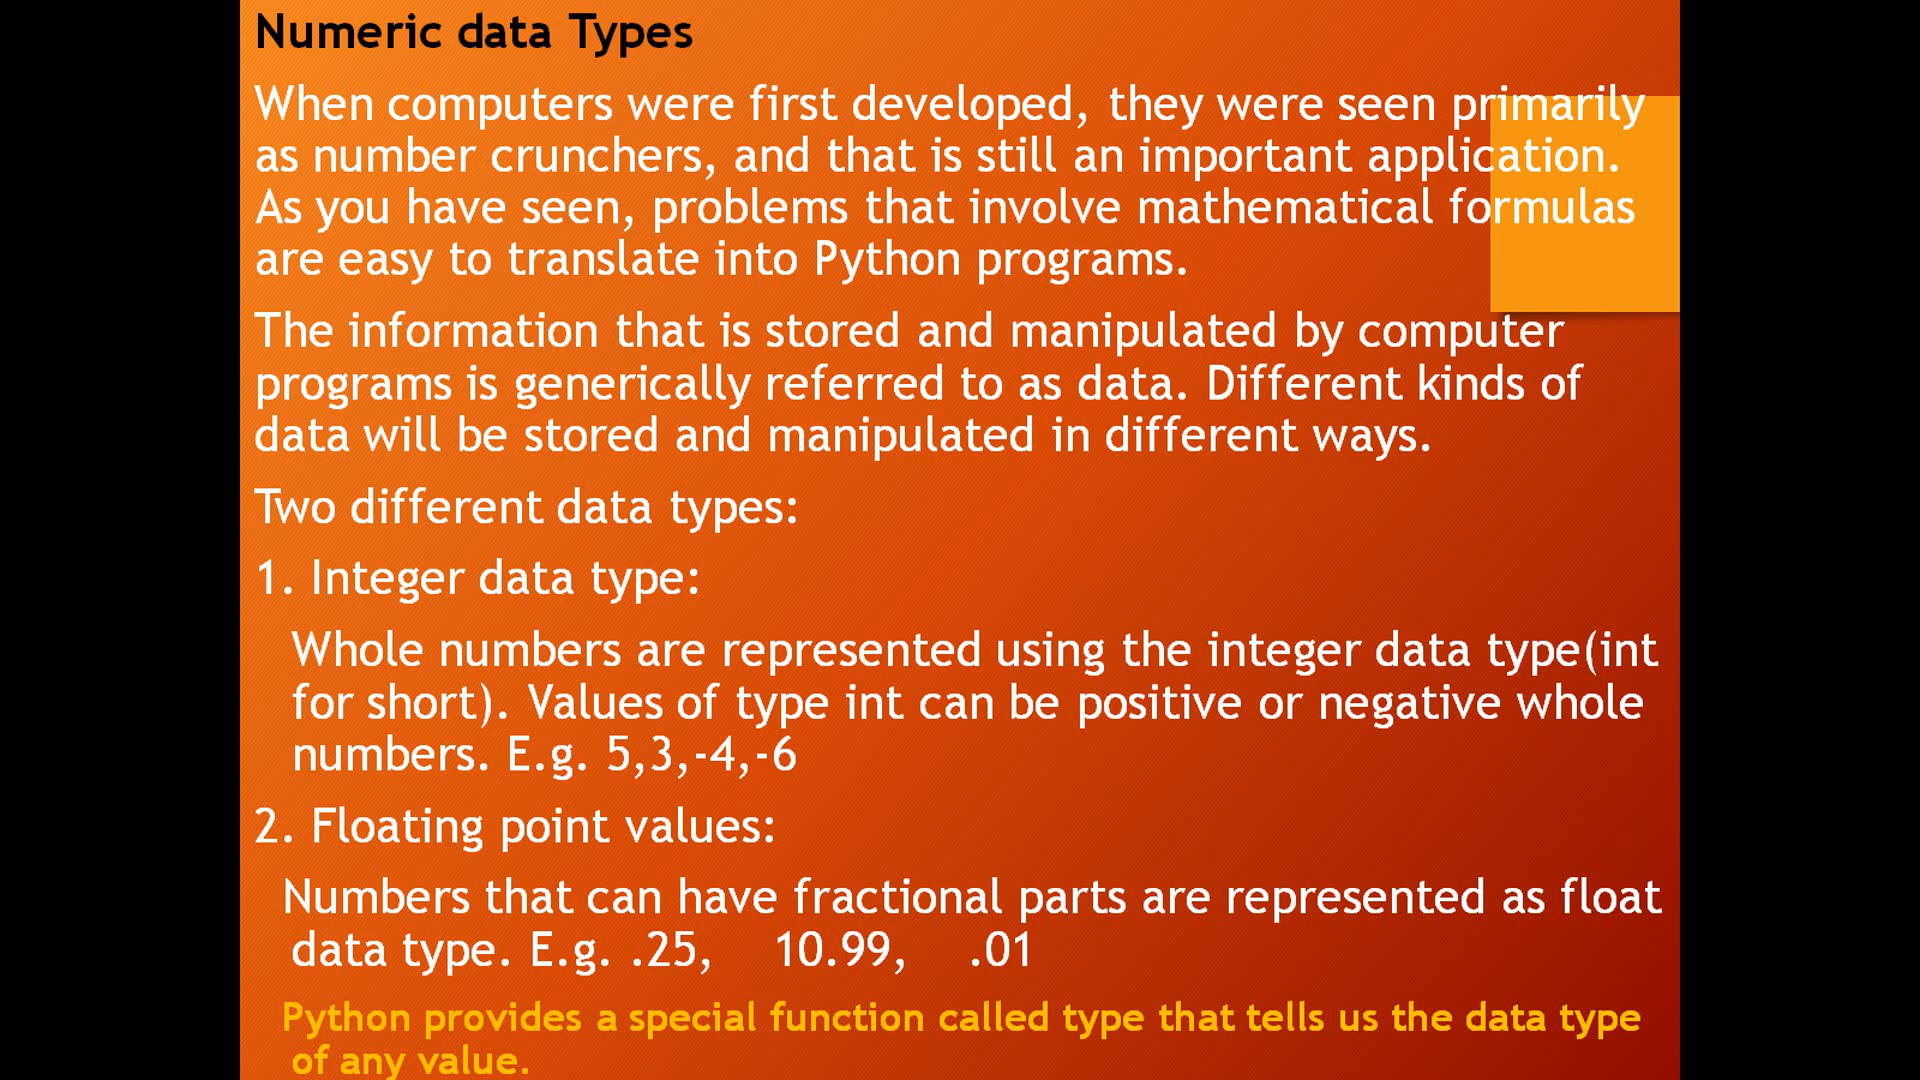 Numeric data Types
When computers were first developed, they were seen primarily
as number crunchers, and that is still an important application.
As you have seen, problems that involve mathematical formulas
are easy to translate into Python programs.
The information that is stored and manipulated by computer
programs is generically referred to as data. Different kinds of
data will be stored and manipulated in different ways.
Two different data types:
1. Integer data type:
Whole numbers are represented using the integer data type(int
for short). Values of type int can be positive or negative whole
numbers. E.g. 5,3,-4,-6
2. Floating point values:
Numbers that can have fractional parts are represented as float
data type. E.g. .25, 10.99, .01
Python provides a special function called type that tells us the data type
of any value.